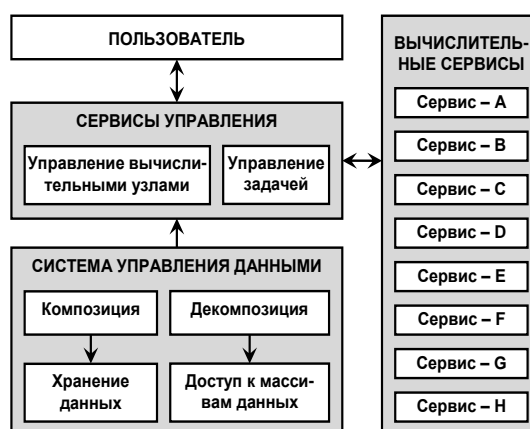 ПОЛЬЗОВАТЕЛЬ
СЕРВИСЫ УПРАВЛЕНИЯ
Управление вычисли-
тельными узлами
Управление
задачей
СИСТЕМА УПРАВЛЕНИЯ ДАННЫМИ
Композиция
Декомпозиция
Хранение
данных
Доступ к масси-
вам данных
ВЫЧИСЛИТЕЛЬ-
НЫЕ СЕРВИСЫ
Сервис – A
Сервис – B
Сервис – C
Сервис – D
Сервис – E
Сервис – F
Сервис – G
Сервис – H